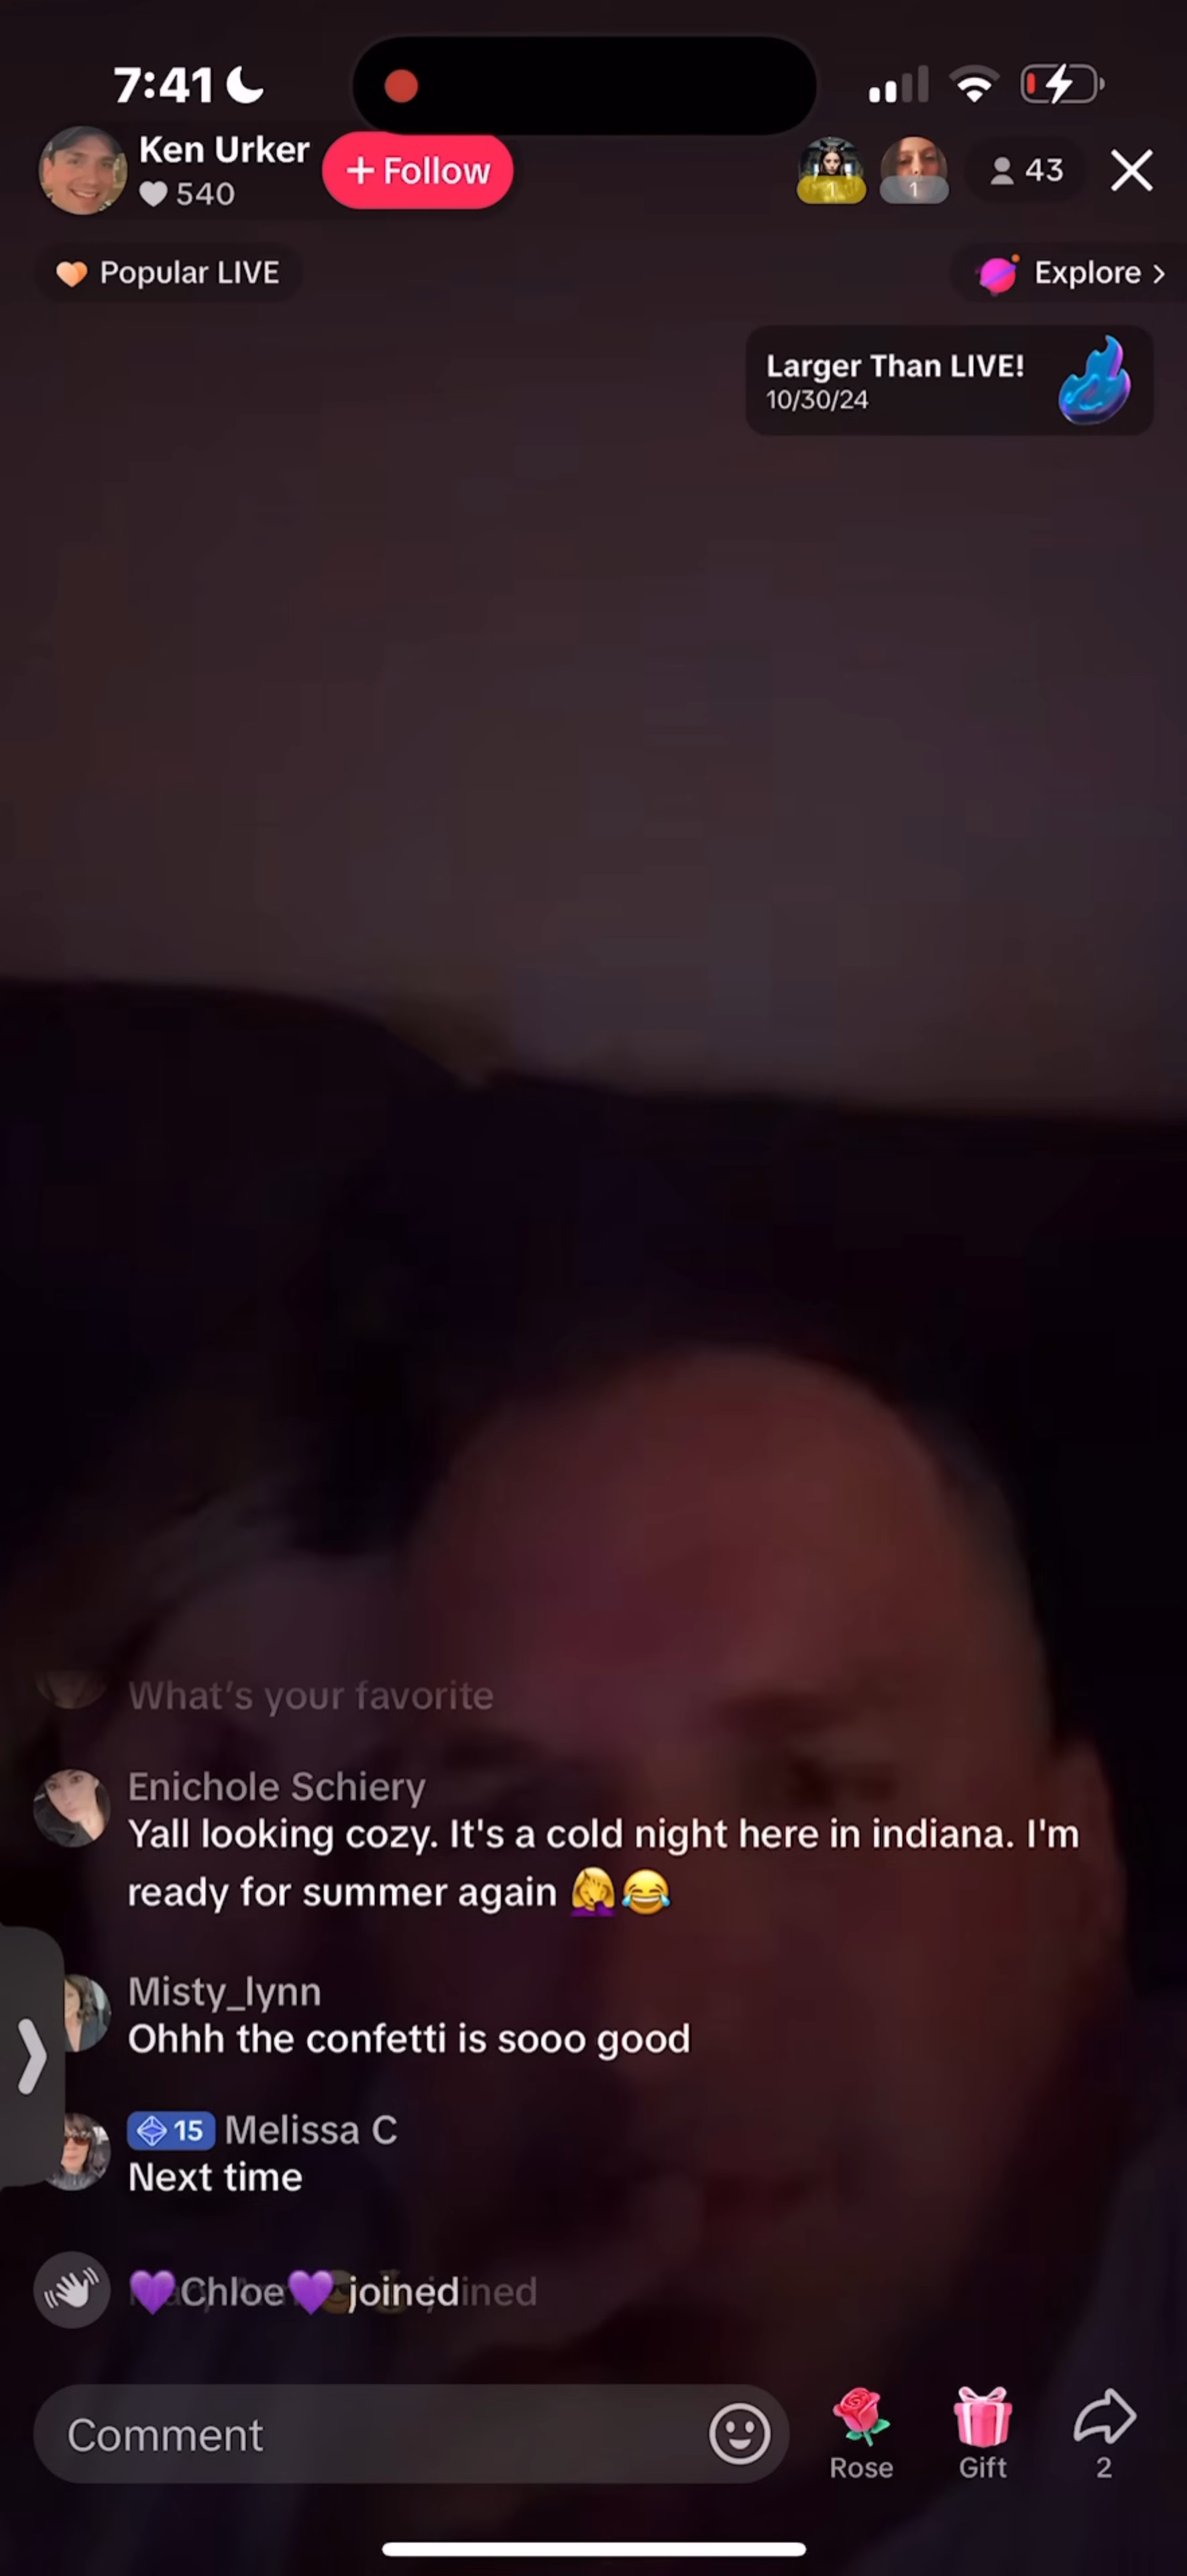 7:41
Ken Urker
540
+ Follow
1
1
43
Popular LIVE
Explore >
Larger Than LIVE!
10/30/24
What's your favorite
Enichole Schiery
Yall looking cozy. It's a cold night here in indiana. I'm
ready for summer again 🤦‍♀️😂
Misty_lynn
Ohhh the confetti is sooo good
15 Melissa C
Next time
💜Chloe💜 joined
Comment
Rose
Gift
2